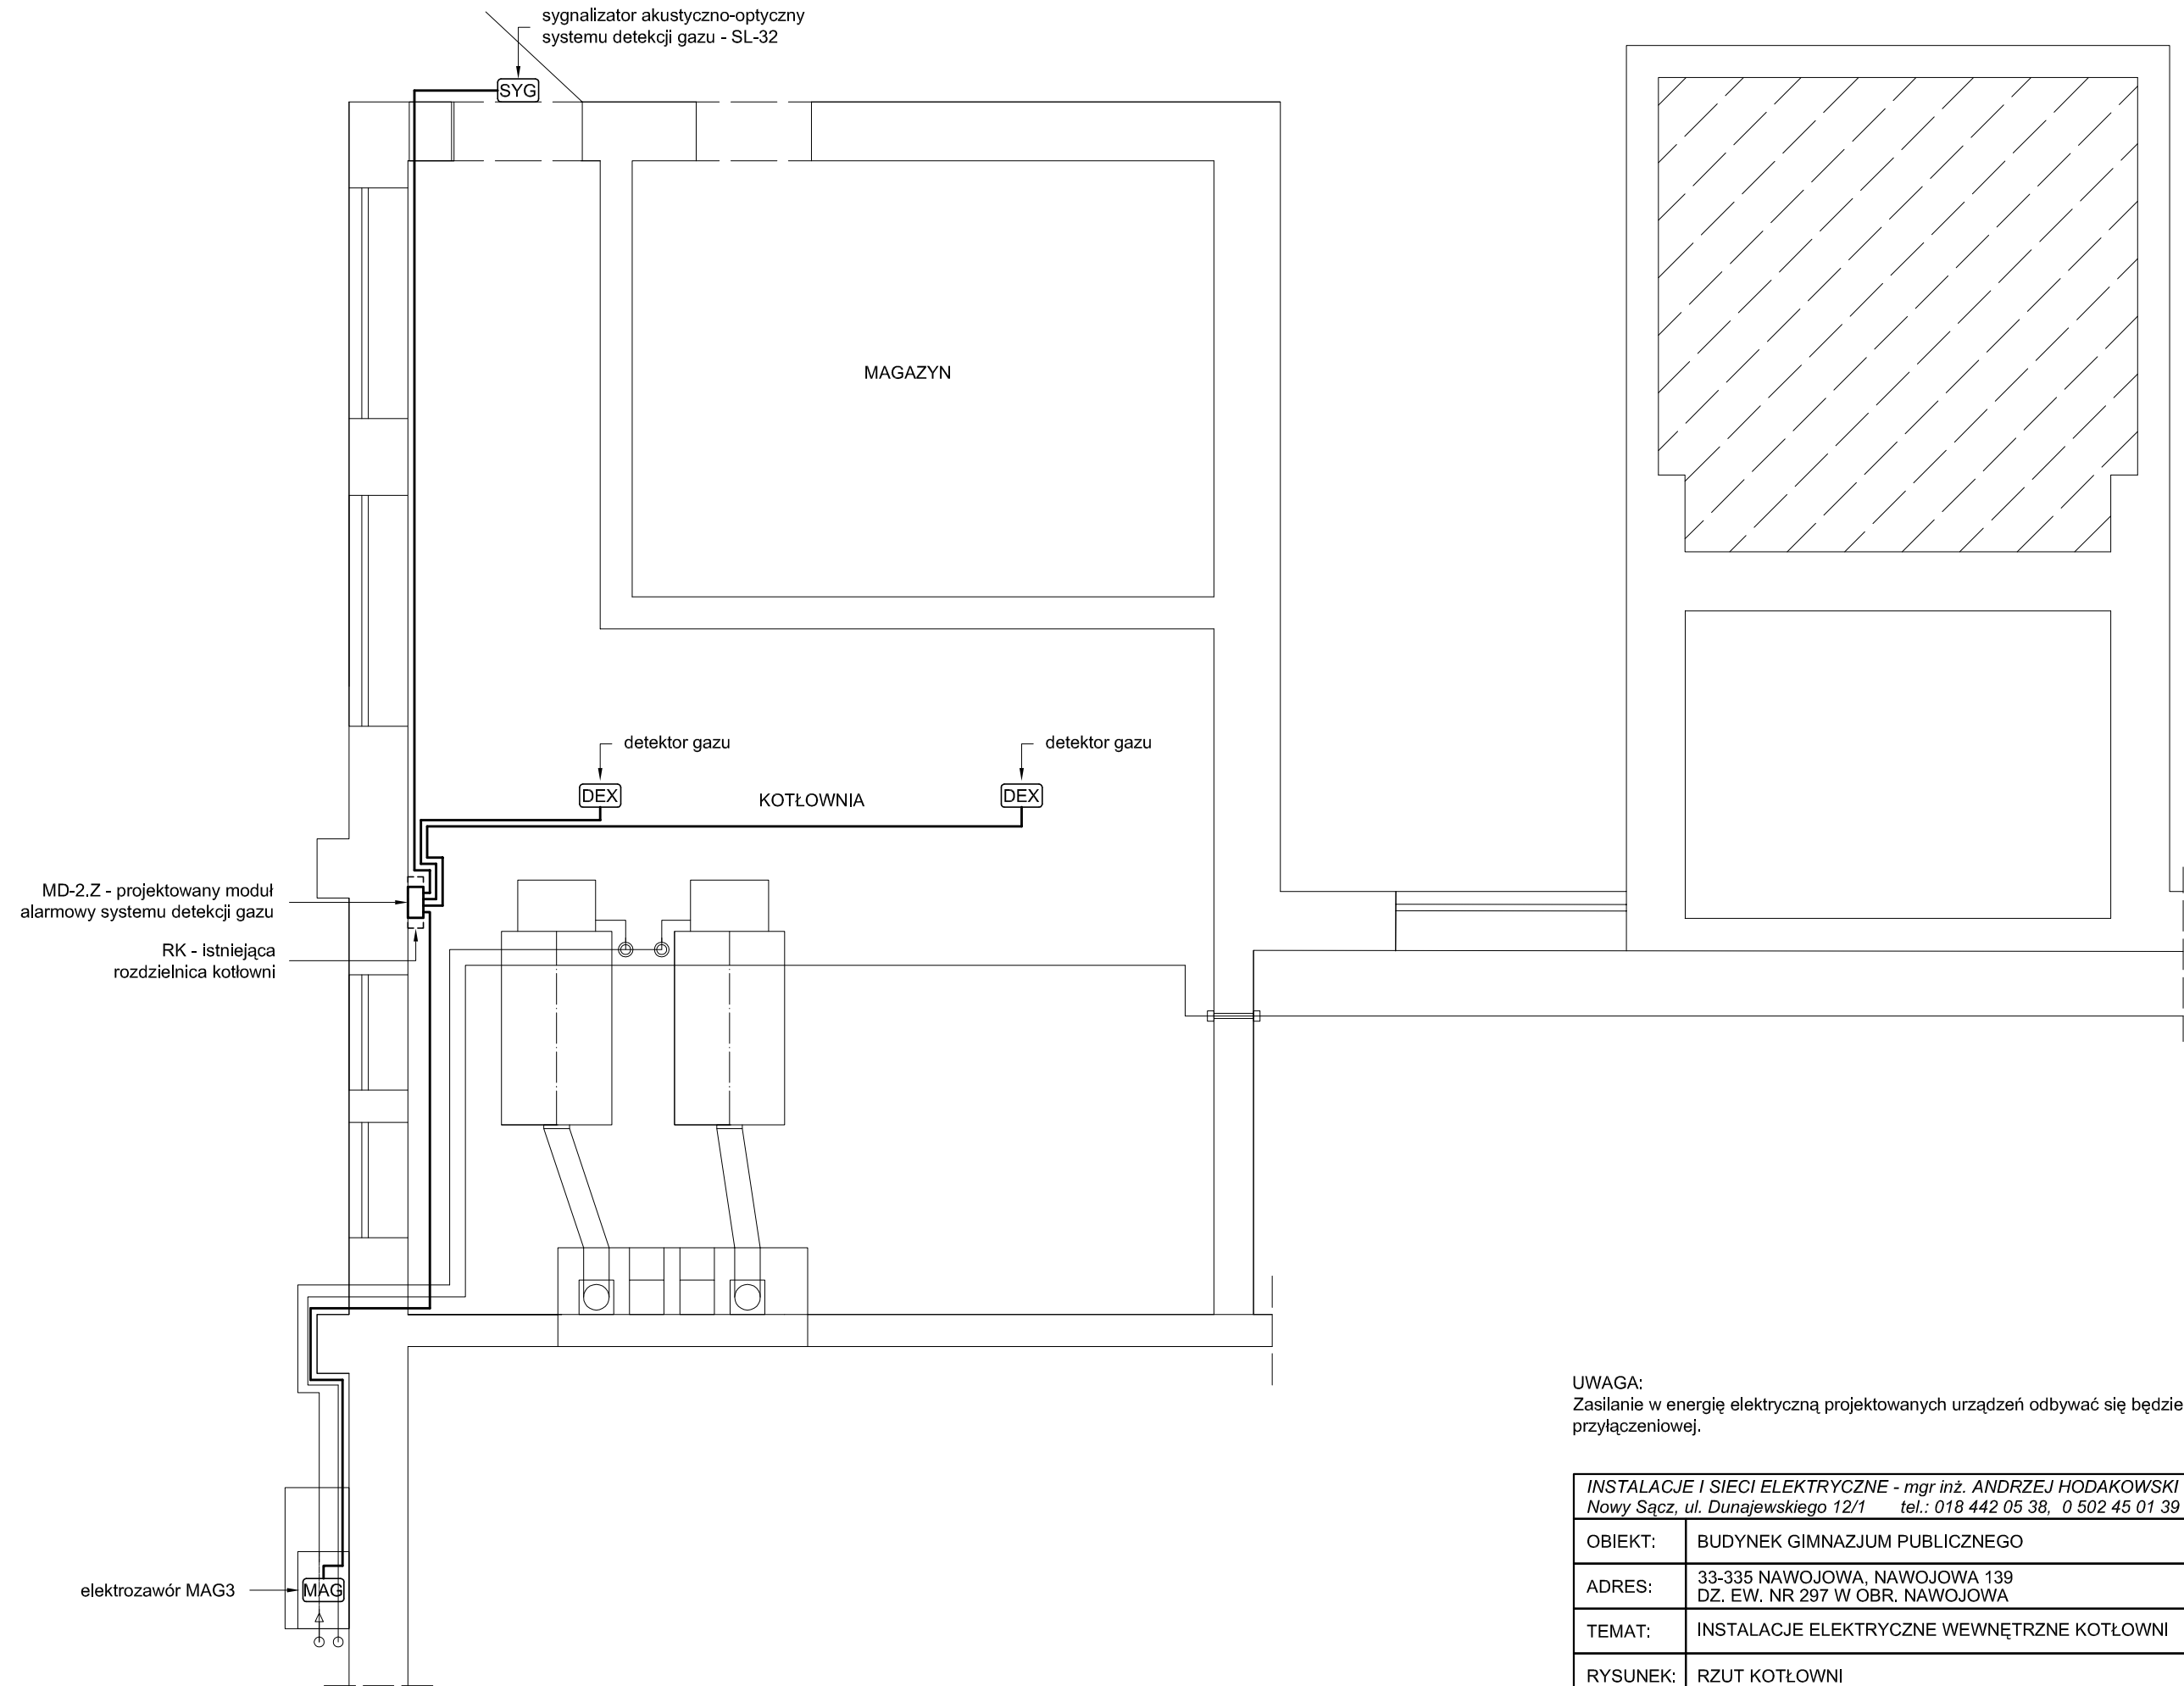 sygnalizator akustyczno-optyczny
systemu detekcji gazu - SL-32
SYG
MAGAZYN
detektor gazu
detektor gazu
DEX
KOTŁOWNIA
DEX
MD-2.Z - projektowany moduł
alarmowy systemu detekcji gazu
RK - istniejąca
rozdzielnica kotłowni
elektrozawór MAG3
MAG
UWAGA:
Zasilanie w energię elektryczną projektowanych urządzeń odbywać się będzie
przyłączeniowej.
INSTALACJE I SIECI ELEKTRYCZNE - mgr inż. ANDRZEJ HODAKOWSKI
Nowy Sącz, ul. Dunajewskiego 12/1 tel.: 018 442 05 38, 0 502 45 01 39
OBIEKT: BUDYNEK GIMNAZJUM PUBLICZNEGO
ADRES: 33-335 NAWOJOWA, NAWOJOWA 139
DZ. EW. NR 297 W OBR. NAWOJOWA
TEMAT: INSTALACJE ELEKTRYCZNE WEWNĘTRZNE KOTŁOWNI
RYSUNEK: RZUT KOTŁOWNI